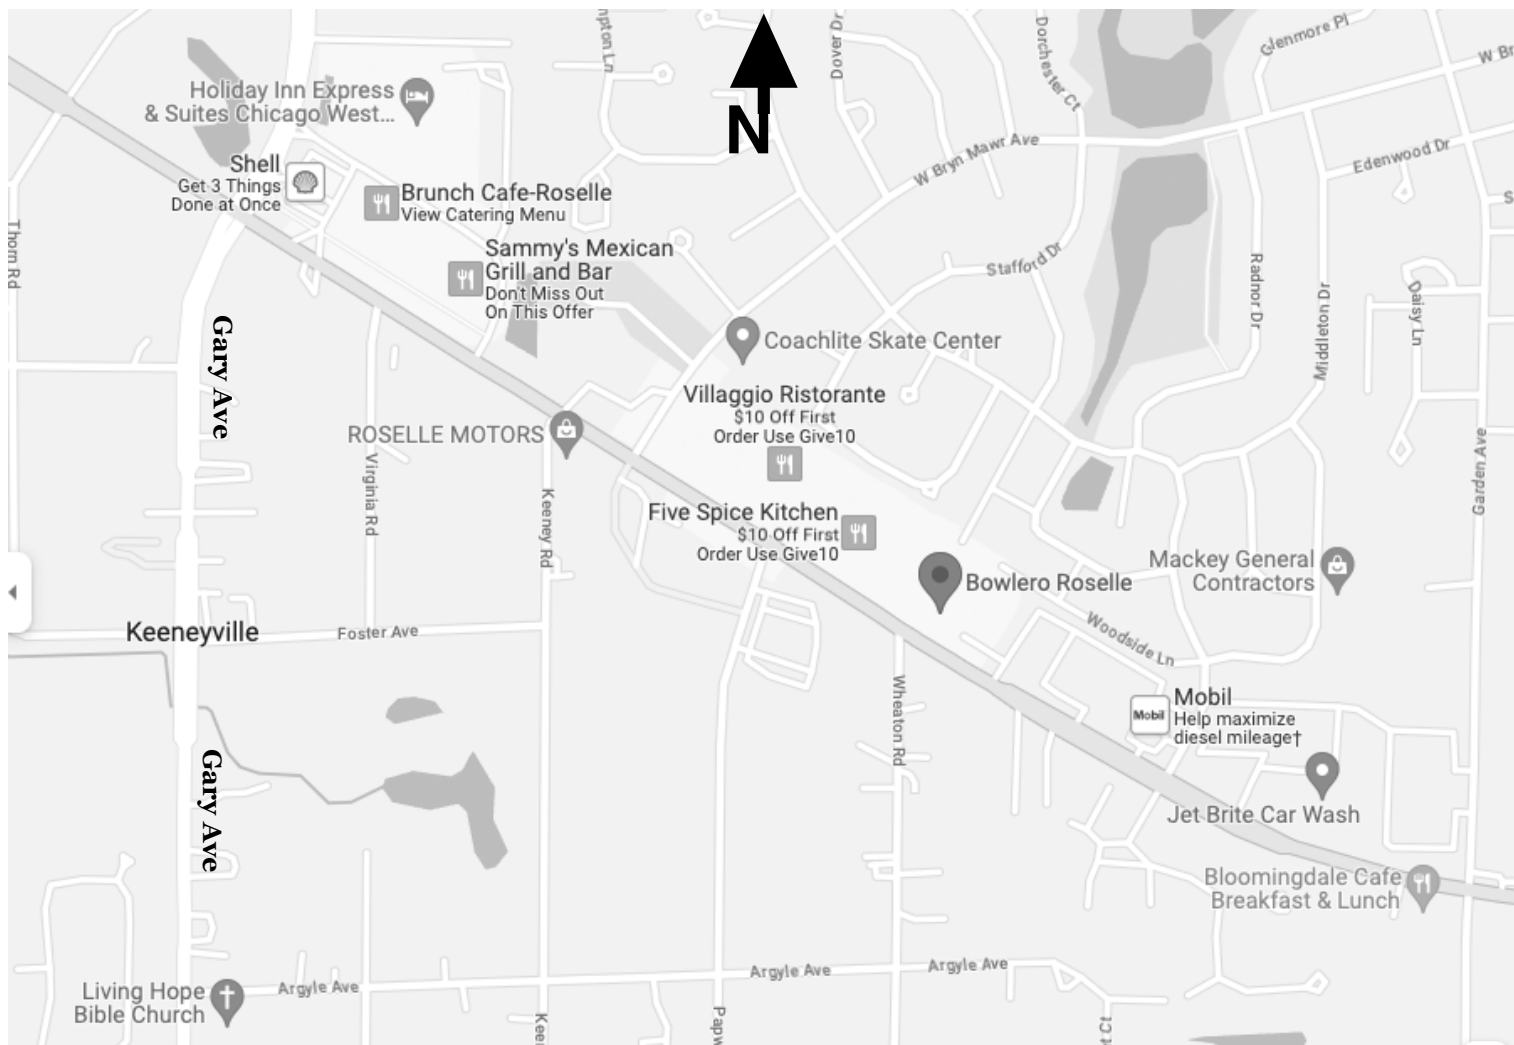 mpton Ln
Dover Dr
Dorchester Ct
Glenmore Pl
W Br
N
Holiday Inn Express
& Suites Chicago West...
W Bryn Mawr Ave
Edenwood Dr
Shell
Get 3 Things
Done at Once
Brunch Cafe-Roselle
View Catering Menu
S
Thorn Rd
Sammy's Mexican
Grill and Bar
Don't Miss Out
On This Offer
Stafford Dr
Radnor Dr
Middleton Dr
Daisy Ln
Gary Ave
Coachlite Skate Center
Villaggio Ristorante
$10 Off First
Order Use Give10
ROSELLE MOTORS
Virginia Rd
Keeney Rd
Garden Ave
Five Spice Kitchen
$10 Off First
Order Use Give10
Bowlero Roselle
Mackey General
Contractors
Keeneyville
Foster Ave
Woodside Ln
Wheaton Rd
Mobil
Mobil
Help maximize
diesel mileage†
Gary Ave
Jet Brite Car Wash
Bloomingdale Cafe
Breakfast & Lunch
Living Hope
Bible Church
Argyle Ave
Argyle Ave
Argyle Ave
Keer
Papw
t Ct